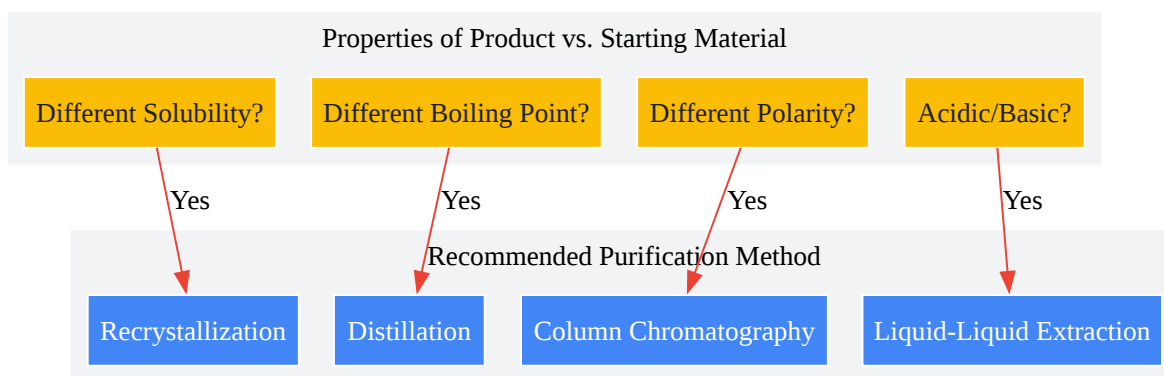 Properties of Product vs. Starting Material
Different Solubility?
Different Boiling Point?
Different Polarity?
Acidic/Basic?
Yes
Yes
Yes
Yes
Recommended Purification Method
Recrystallization
Distillation
Column Chromatography
Liquid-Liquid Extraction